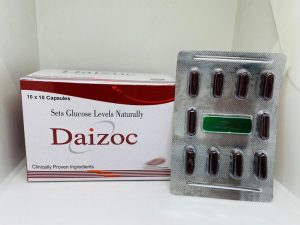 10 x 10 Capsules
Sets Glucose Levels Naturally
Daizoc
Clinically Proven Ingredients